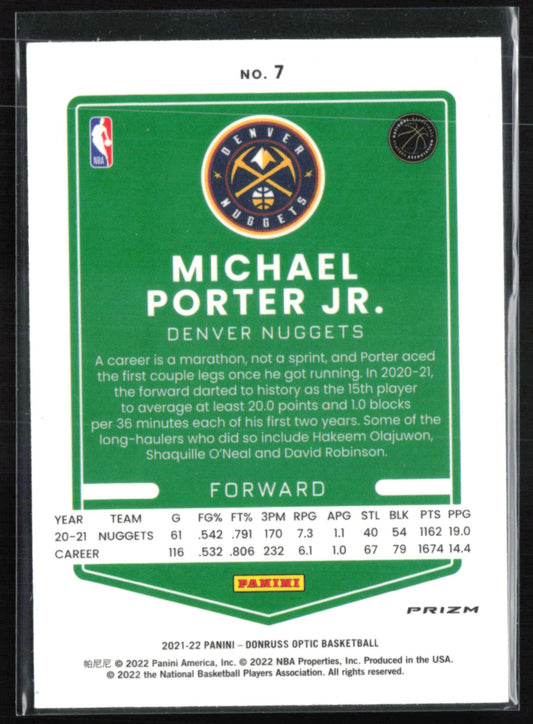 NO. 7
NBA
DENVER
NUGGETS
NATIONAL BASKETBALL ASSOCIATION
MICHAEL
PORTER JR.
DENVER NUGGETS
A career is a marathon, not a sprint, and Porter aced
the first couple legs once he got running. In 2020-21,
the forward darted to history as the 15th player
to average at least 20.0 points and 1.0 blocks
per 36 minutes each of his first two years. Some of the
long-haulers who did so include Hakeem Olajuwon,
Shaquille O'Neal and David Robinson.
FORWARD
YEAR TEAM G FG% FT% 3PM RPG APG STL BLK PTS PPG
20-21 NUGGETS 61 .542 .791 170 7.3 1.1 40 54 1162 19.0
CAREER 116 .532 .806 232 6.1 1.0 67 79 1674 14.4
PANINI
PRIZM
2021-22 PANINI – DONRUSS OPTIC BASKETBALL
帕尼尼 © 2022 Panini America, Inc. © 2022 NBA Properties, Inc. Produced in the USA.
© 2022 the National Basketball Players Association. All rights reserved.